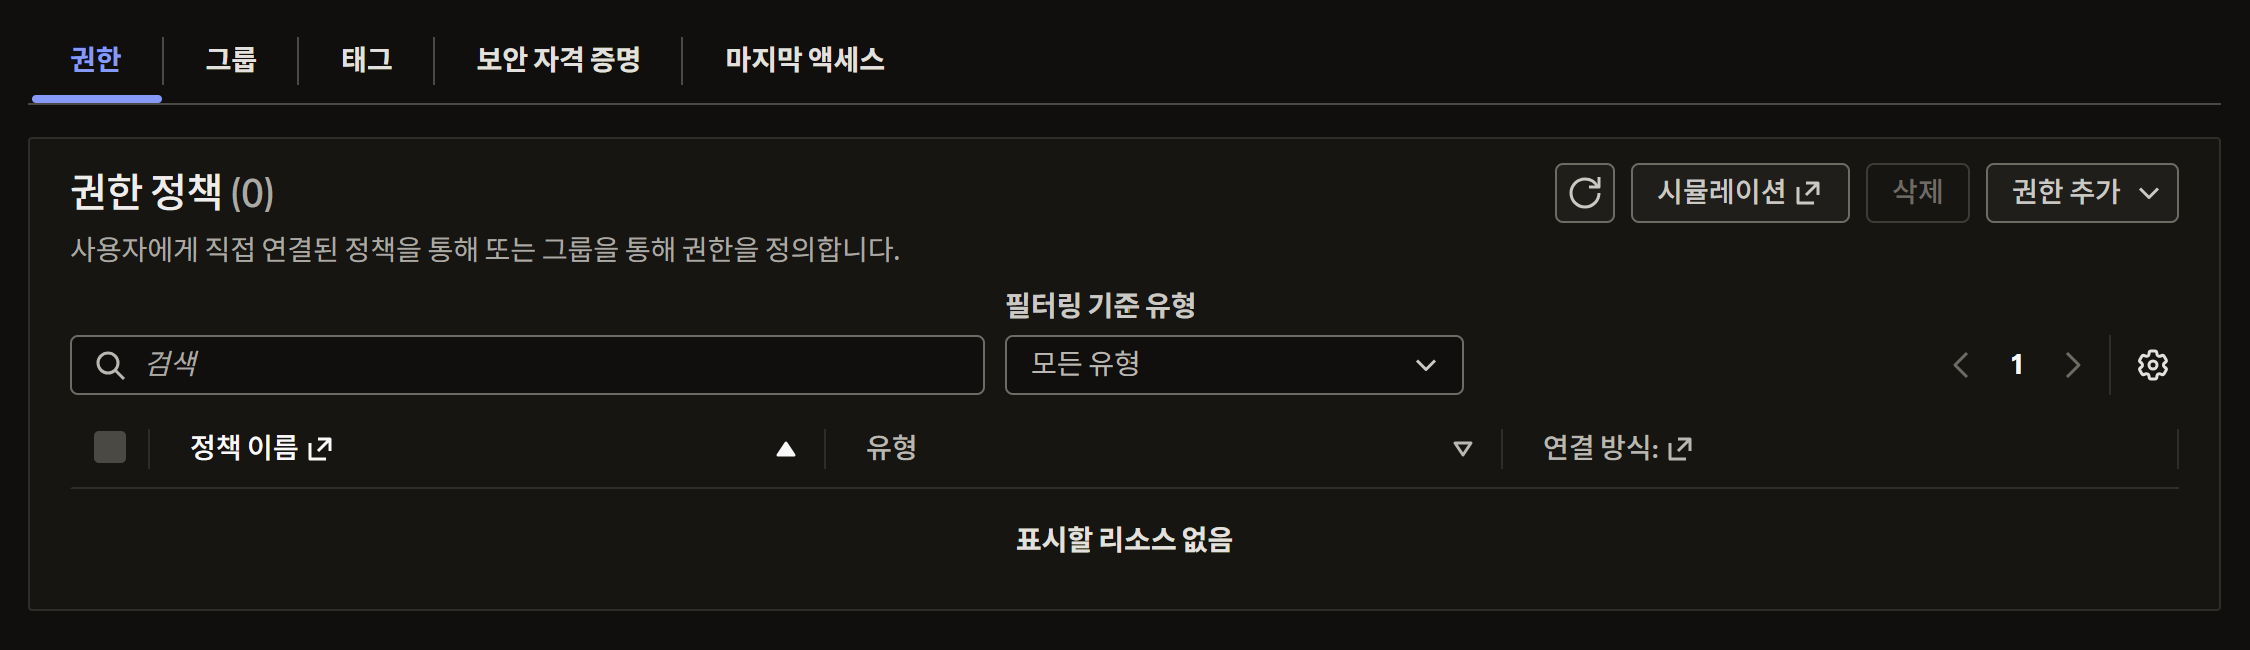 권한 그룹 태그 보안 자격 증명 마지막 액세스
권한 정책 (0)
시뮬레이션 삭제 권한 추가
사용자에게 직접 연결된 정책을 통해 또는 그룹을 통해 권한을 정의합니다.
필터링 기준 유형
검색 모든 유형 1
정책 이름 유형 연결 방식:
표시할 리소스 없음